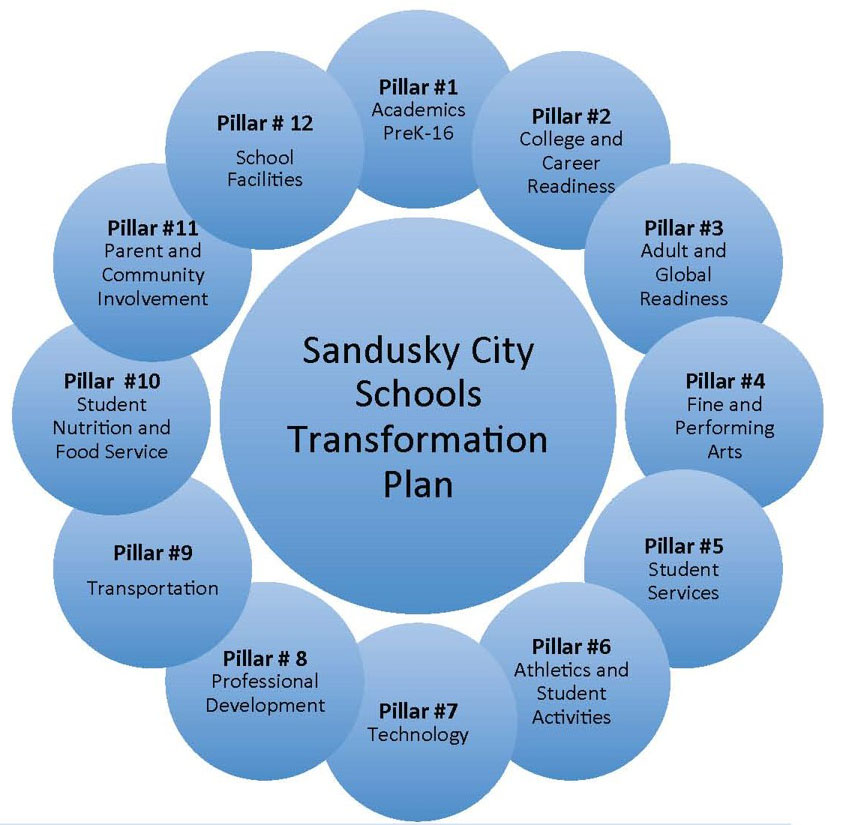 Pillar #1
Academics
PreK-16
Pillar #2
College and
Career
Readiness
Pillar #3
Adult and
Global
Readiness
Pillar #4
Fine and
Performing
Arts
Pillar #5
Student
Services
Pillar #6
Athletics and
Student
Activities
Pillar #7
Technology
Pillar # 8
Professional
Development
Pillar #9
Transportation
Pillar #10
Student
Nutrition and
Food Service
Pillar #11
Parent and
Community
Involvement
Pillar # 12
School
Facilities
Sandusky City
Schools
Transformation
Plan